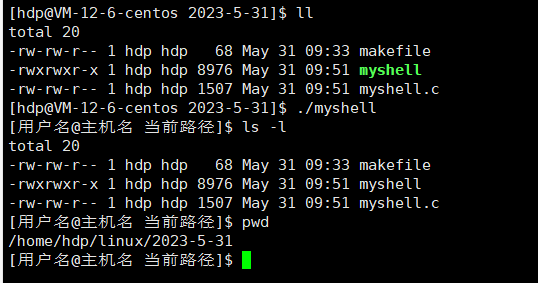 [hdp@VM-12-6-centos 2023-5-31]$ ll
total 20
-rw-rw-r-- 1 hdp hdp   68 May 31 09:33 makefile
-rwxrwxr-x 1 hdp hdp 8976 May 31 09:51 myshell
-rw-rw-r-- 1 hdp hdp 1507 May 31 09:51 myshell.c
[hdp@VM-12-6-centos 2023-5-31]$ ./myshell
[用户名@主机名 当前路径]$ ls -l
total 20
-rw-rw-r-- 1 hdp hdp   68 May 31 09:33 makefile
-rwxrwxr-x 1 hdp hdp 8976 May 31 09:51 myshell
-rw-rw-r-- 1 hdp hdp 1507 May 31 09:51 myshell.c
[用户名@主机名 当前路径]$ pwd
/home/hdp/linux/2023-5-31
[用户名@主机名 当前路径]$